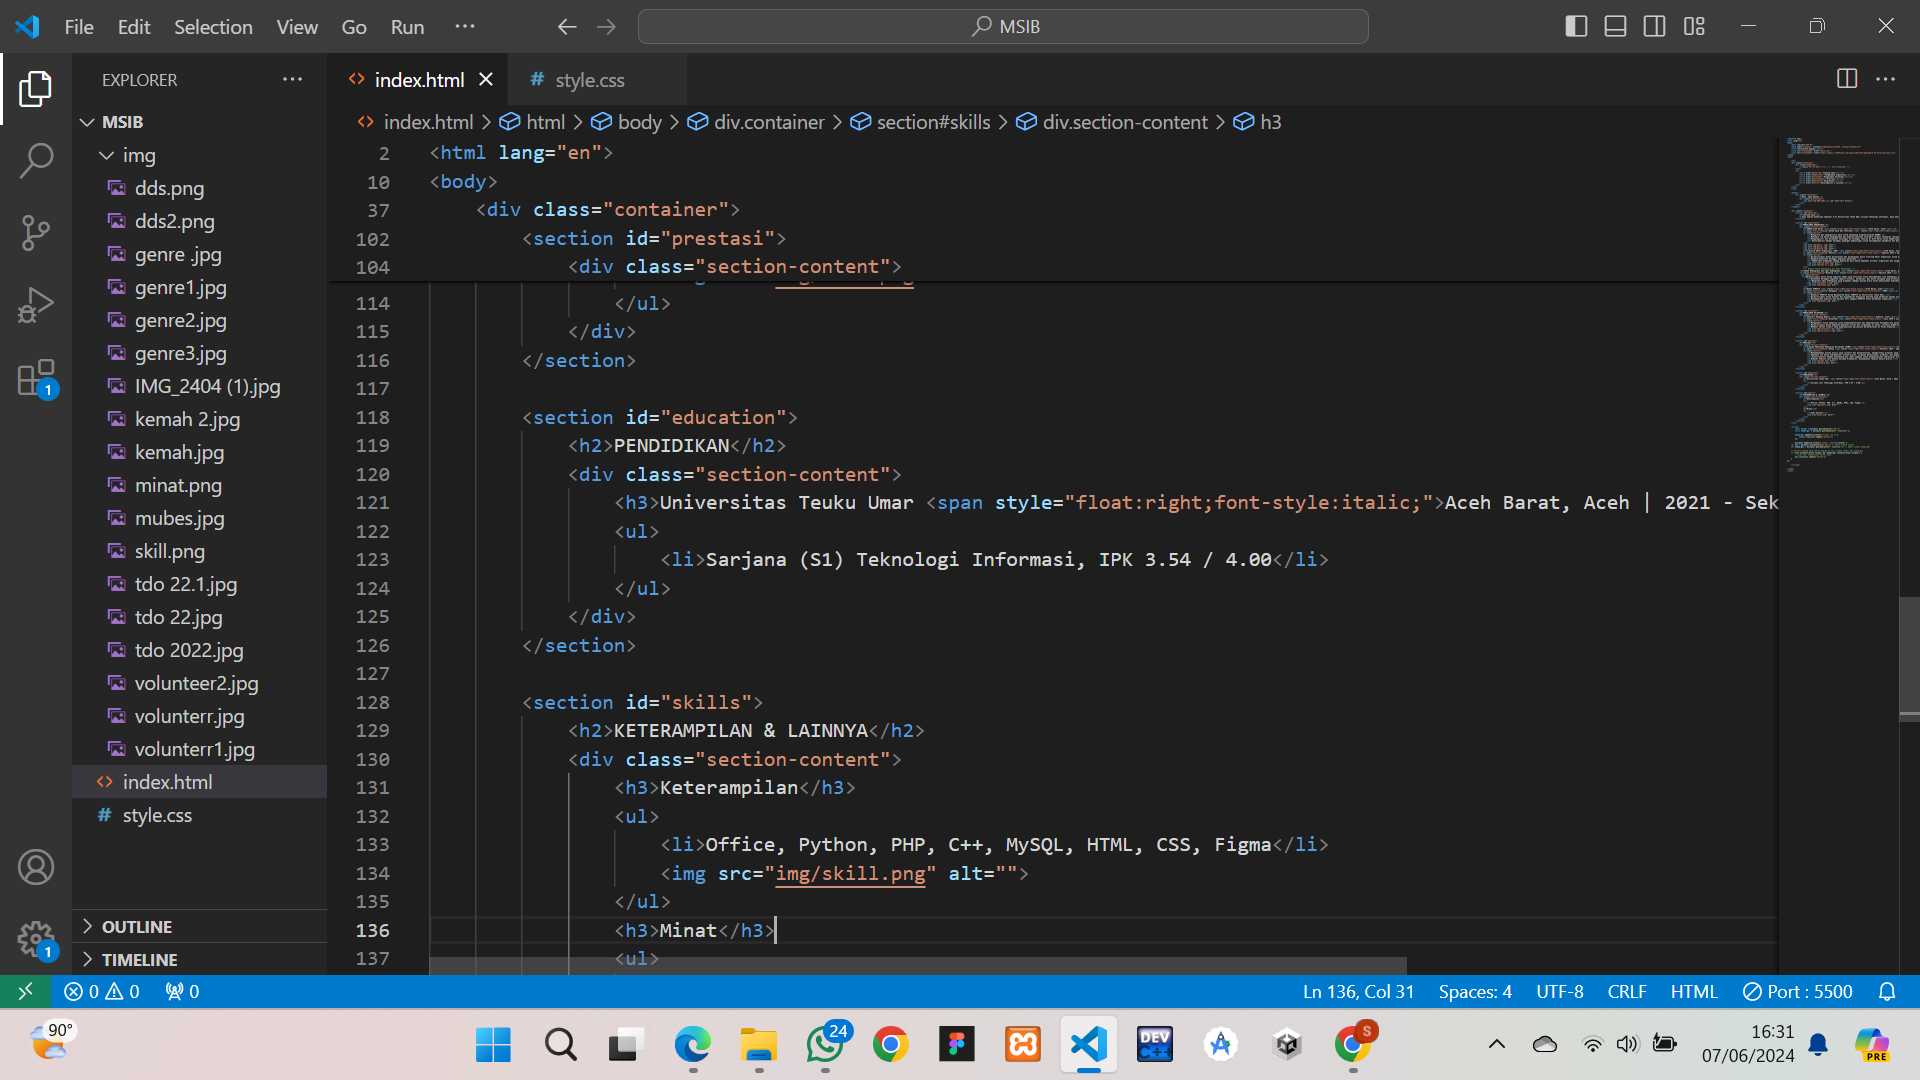 File Edit Selection View Go Run ··· MSIB
EXPLORER
MSIB
img
dds.png
dds2.png
genre .jpg
genre1.jpg
genre2.jpg
genre3.jpg
IMG_2404 (1).jpg
kemah 2.jpg
kemah.jpg
minat.png
mubes.jpg
skill.png
tdo 22.1.jpg
tdo 22.jpg
tdo 2022.jpg
volunteer2.jpg
volunterr.jpg
volunterr1.jpg
index.html
style.css
OUTLINE
TIMELINE
index.html style.css
index.html > html > body > div.container > section#skills > div.section-content > h3
2 <html lang="en">
10 <body>
37 <div class="container">
102 <section id="prestasi">
104 <div class="section-content">
114 </ul>
115 </div>
116 </section>
117
118 <section id="education">
119 <h2>PENDIDIKAN</h2>
120 <div class="section-content">
121 <h3>Universitas Teuku Umar <span style="float:right;font-style:italic;">Aceh Barat, Aceh | 2021 - Sek
122 <ul>
123 <li>Sarjana (S1) Teknologi Informasi, IPK 3.54 / 4.00</li>
124 </ul>
125 </div>
126 </section>
127
128 <section id="skills">
129 <h2>KETERAMPILAN & LAINNYA</h2>
130 <div class="section-content">
131 <h3>Keterampilan</h3>
132 <ul>
133 <li>Office, Python, PHP, C++, MySQL, HTML, CSS, Figma</li>
134 <img src="img/skill.png" alt="">
135 </ul>
136 <h3>Minat</h3>
137 <ul>
1
1
0 0 0 Ln 136, Col 31 Spaces: 4 UTF-8 CRLF HTML Port : 5500
90° 24 DEV C++ S 16:31
07/06/2024
PRE